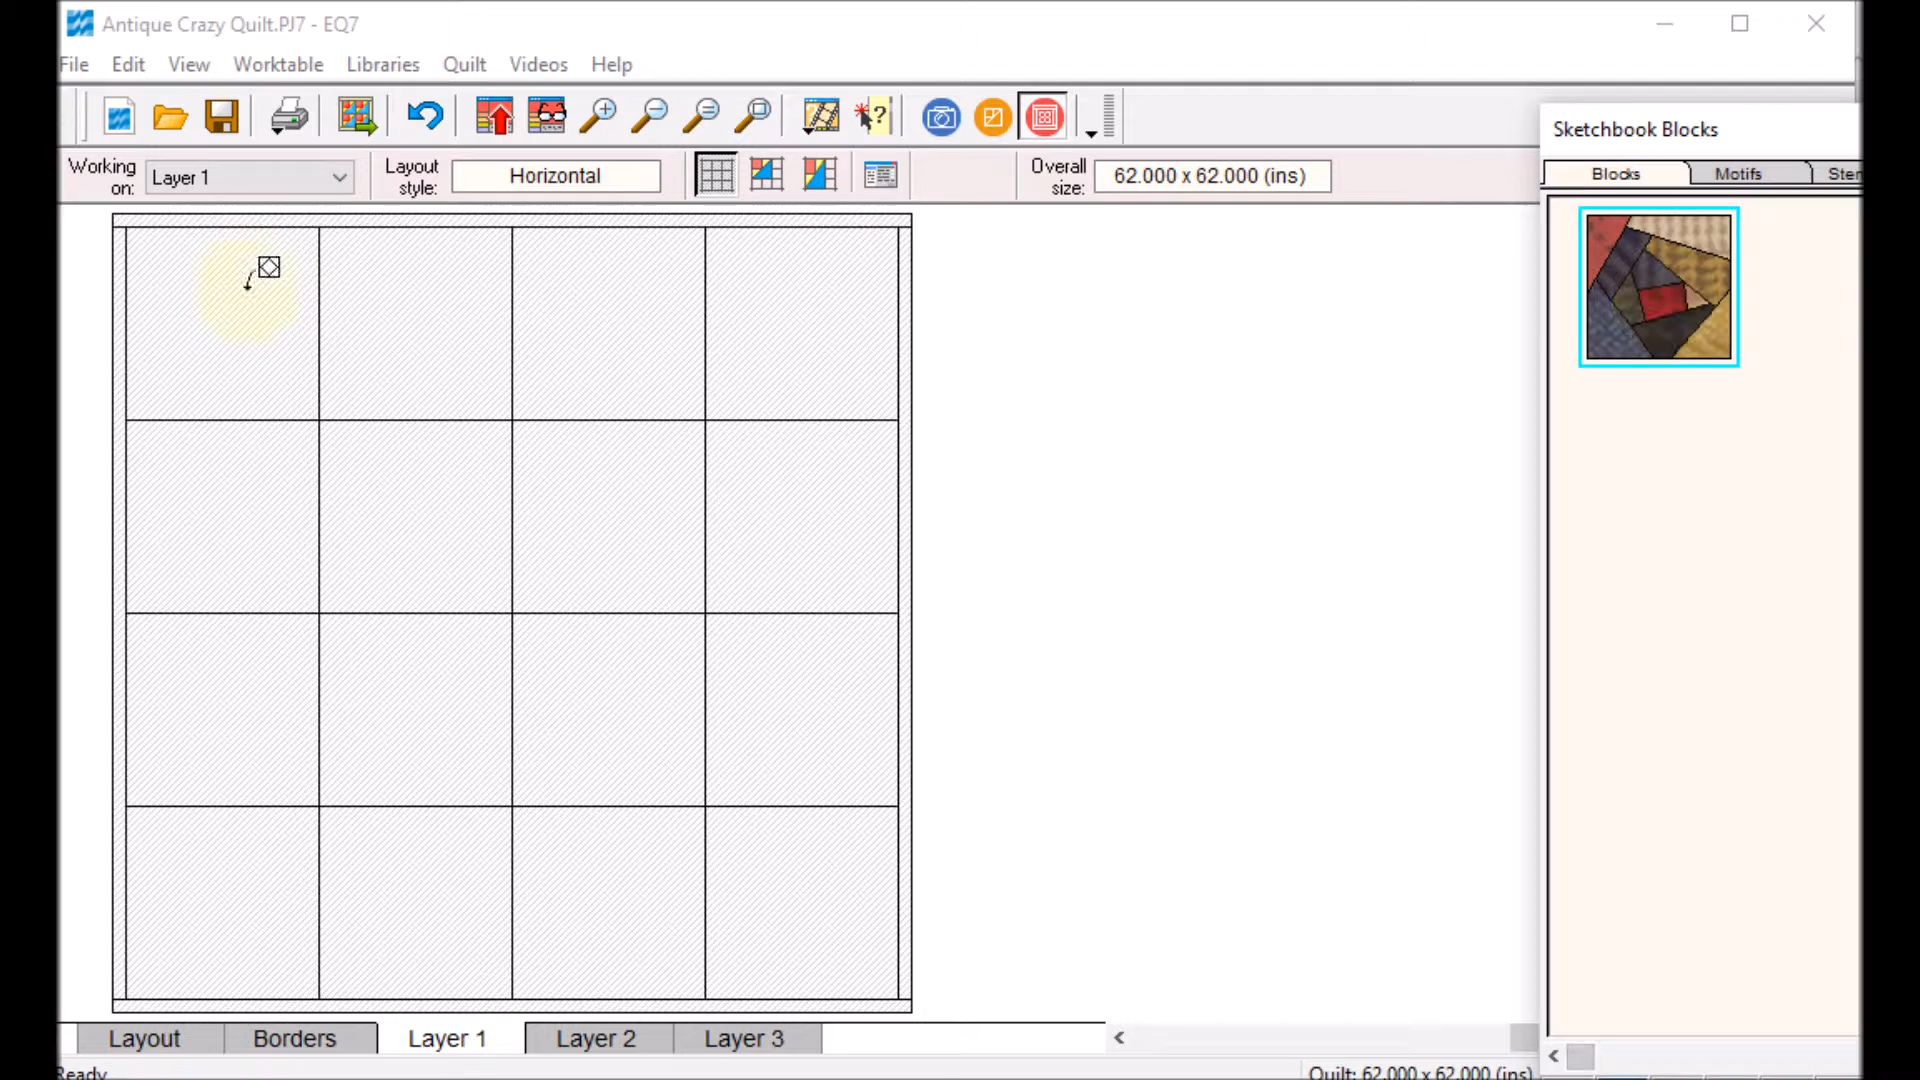 Antique Crazy Quilt.PJ7 - EQ7
File Edit View Worktable Libraries Quilt Videos Help
Working on: Layer 1 Layout style: Horizontal Overall size: 62.000 x 62.000 (ins)
Sketchbook Blocks
Blocks Motifs
Layout Borders Layer 1 Layer 2 Layer 3
Ready Quilt: 62.000 x 62.000 (ins)